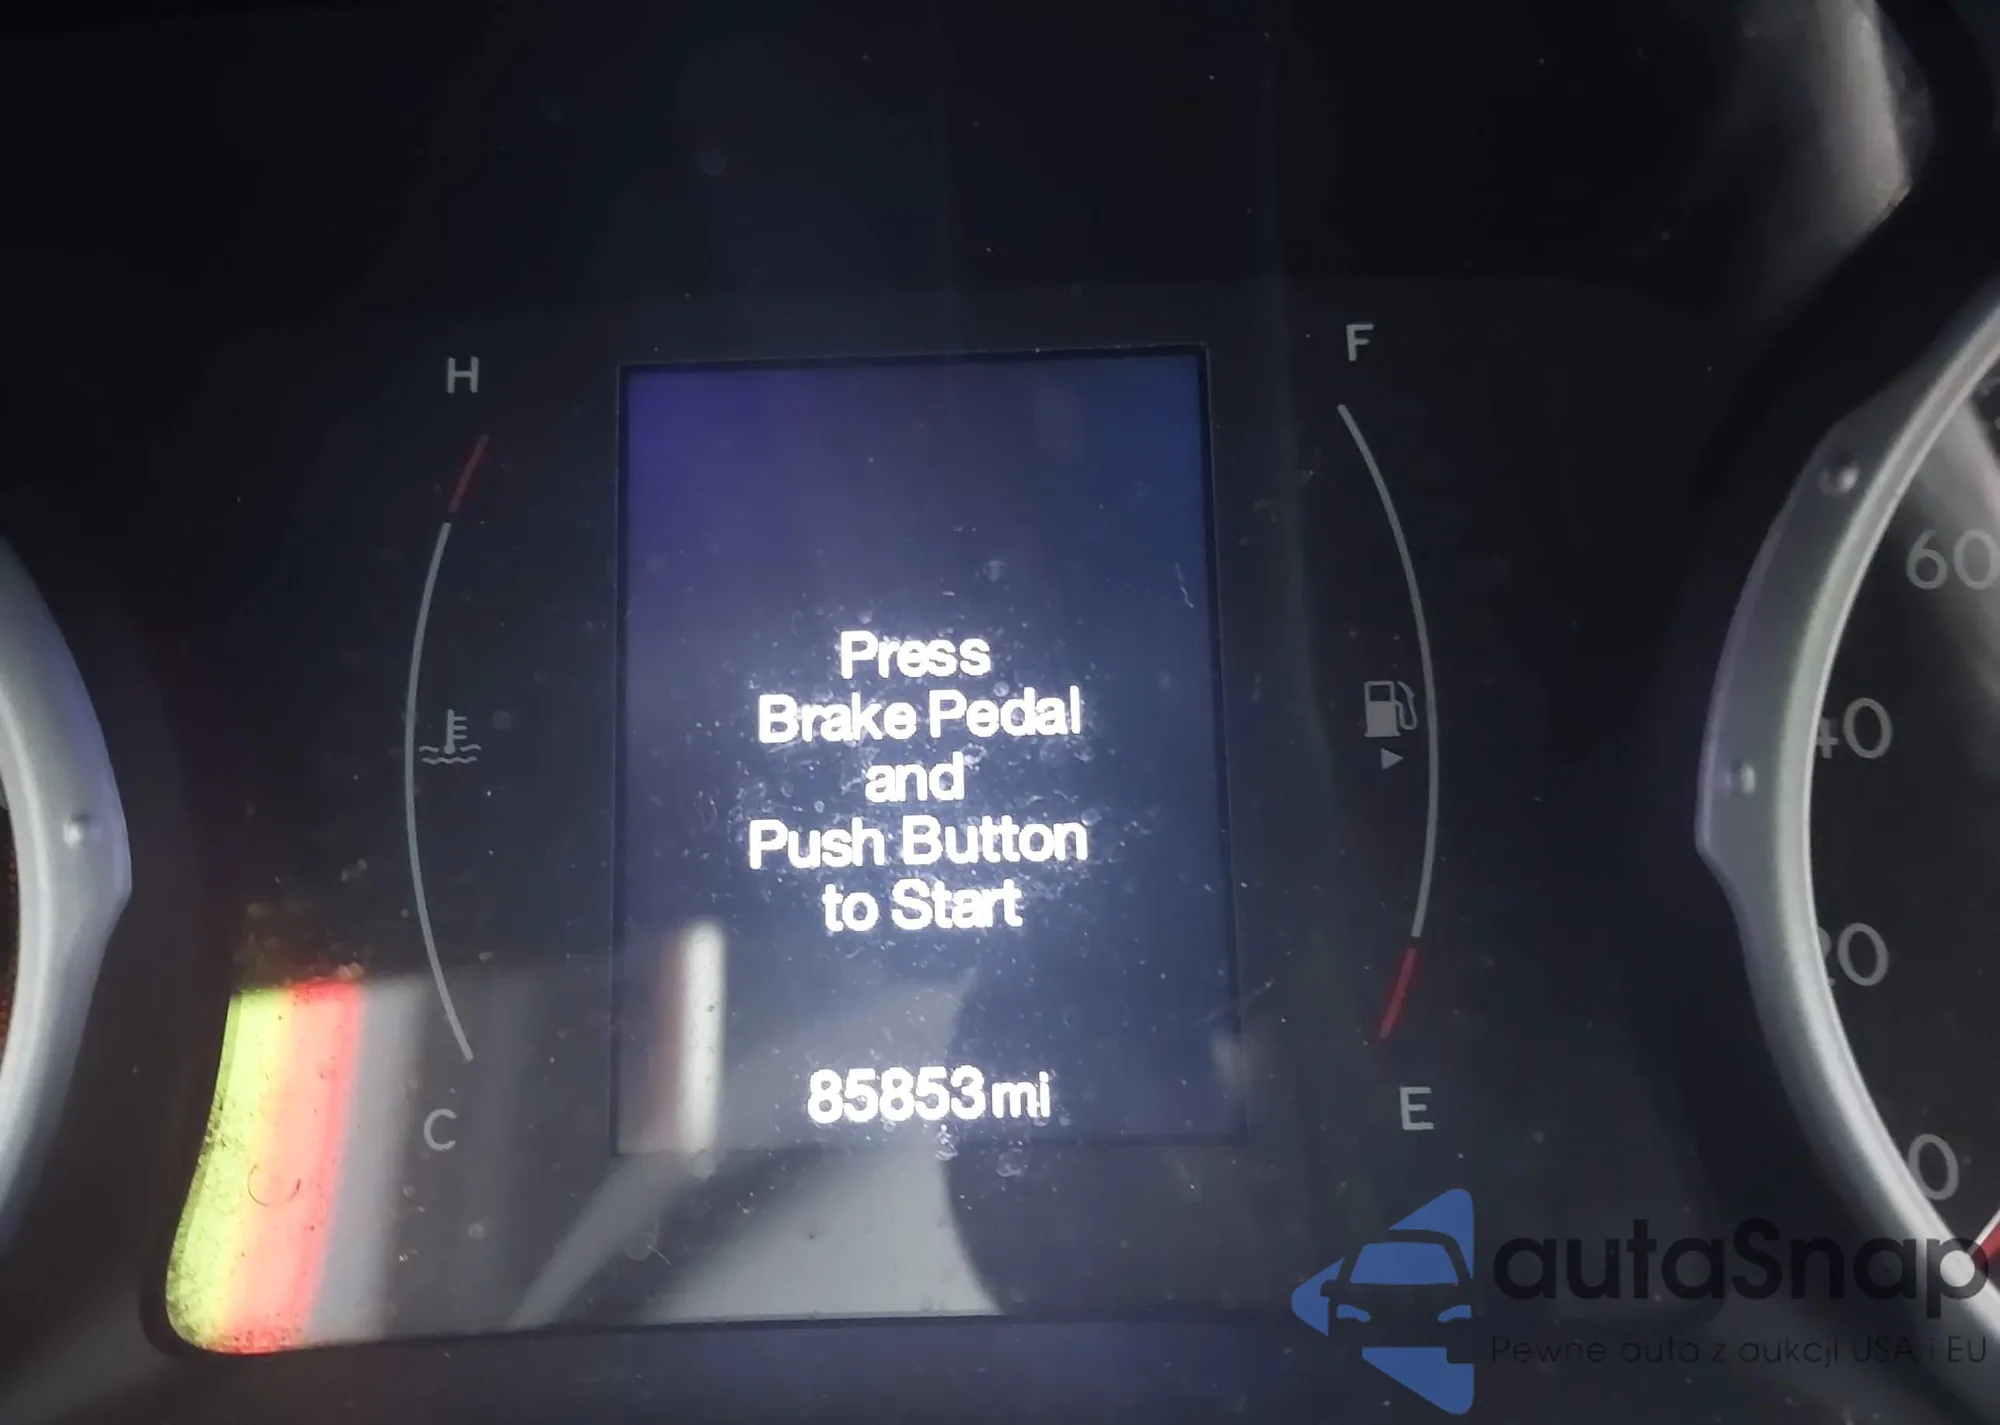 H
F
Press
Brake Pedal
and
Push Button
to Start
85853 mi
C
E
60
40
20
0
autaSnap
Pewne auta z aukcji USA i EU